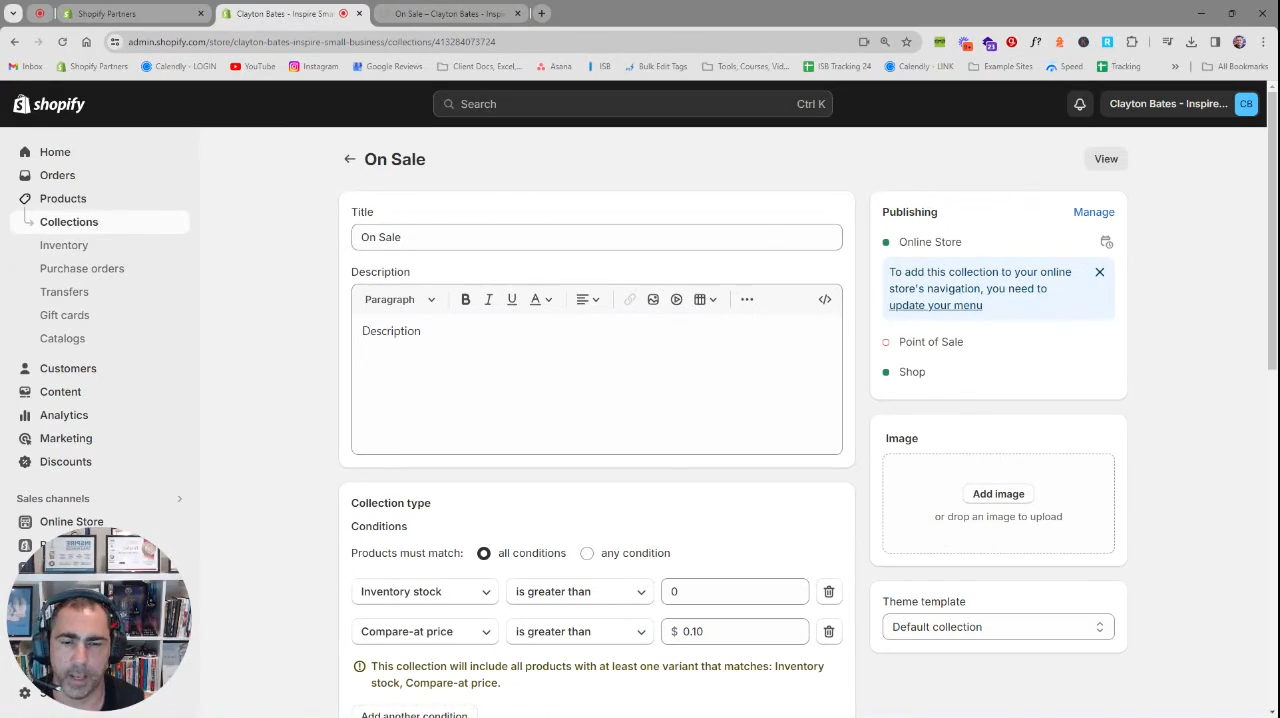 Shopify Partners
Clayton Bates - Inspire Sma
On Sale – Clayton Bates - Inspi
admin.shopify.com/store/clayton-bates-inspire-small-business/collections/413284073724
Inbox
Shopify Partners
Calendly - LOGIN
YouTube
Instagram
Google Reviews
Client Docs, Excel,...
Asana
ISB
Bulk Edit Tags
Tools, Courses, Vid...
ISB Tracking 24
Calendly - LINK
Example Sites
Speed
Tracking
All Bookmarks
shopify
Search
Ctrl K
Clayton Bates - Inspire...
CB
Home
Orders
Products
Collections
Inventory
Purchase orders
Transfers
Gift cards
Catalogs
Customers
Content
Analytics
Marketing
Discounts
Sales channels
Online Store
On Sale
View
Title
On Sale
Description
Paragraph
B I U A
Description
Collection type
Conditions
Products must match:
all conditions
any condition
Inventory stock
is greater than
0
Compare-at price
is greater than
$ 0.10
This collection will include all products with at least one variant that matches: Inventory
stock, Compare-at price.
Add another condition
Publishing
Manage
Online Store
To add this collection to your online
store's navigation, you need to
update your menu
Point of Sale
Shop
Image
Add image
or drop an image to upload
Theme template
Default collection